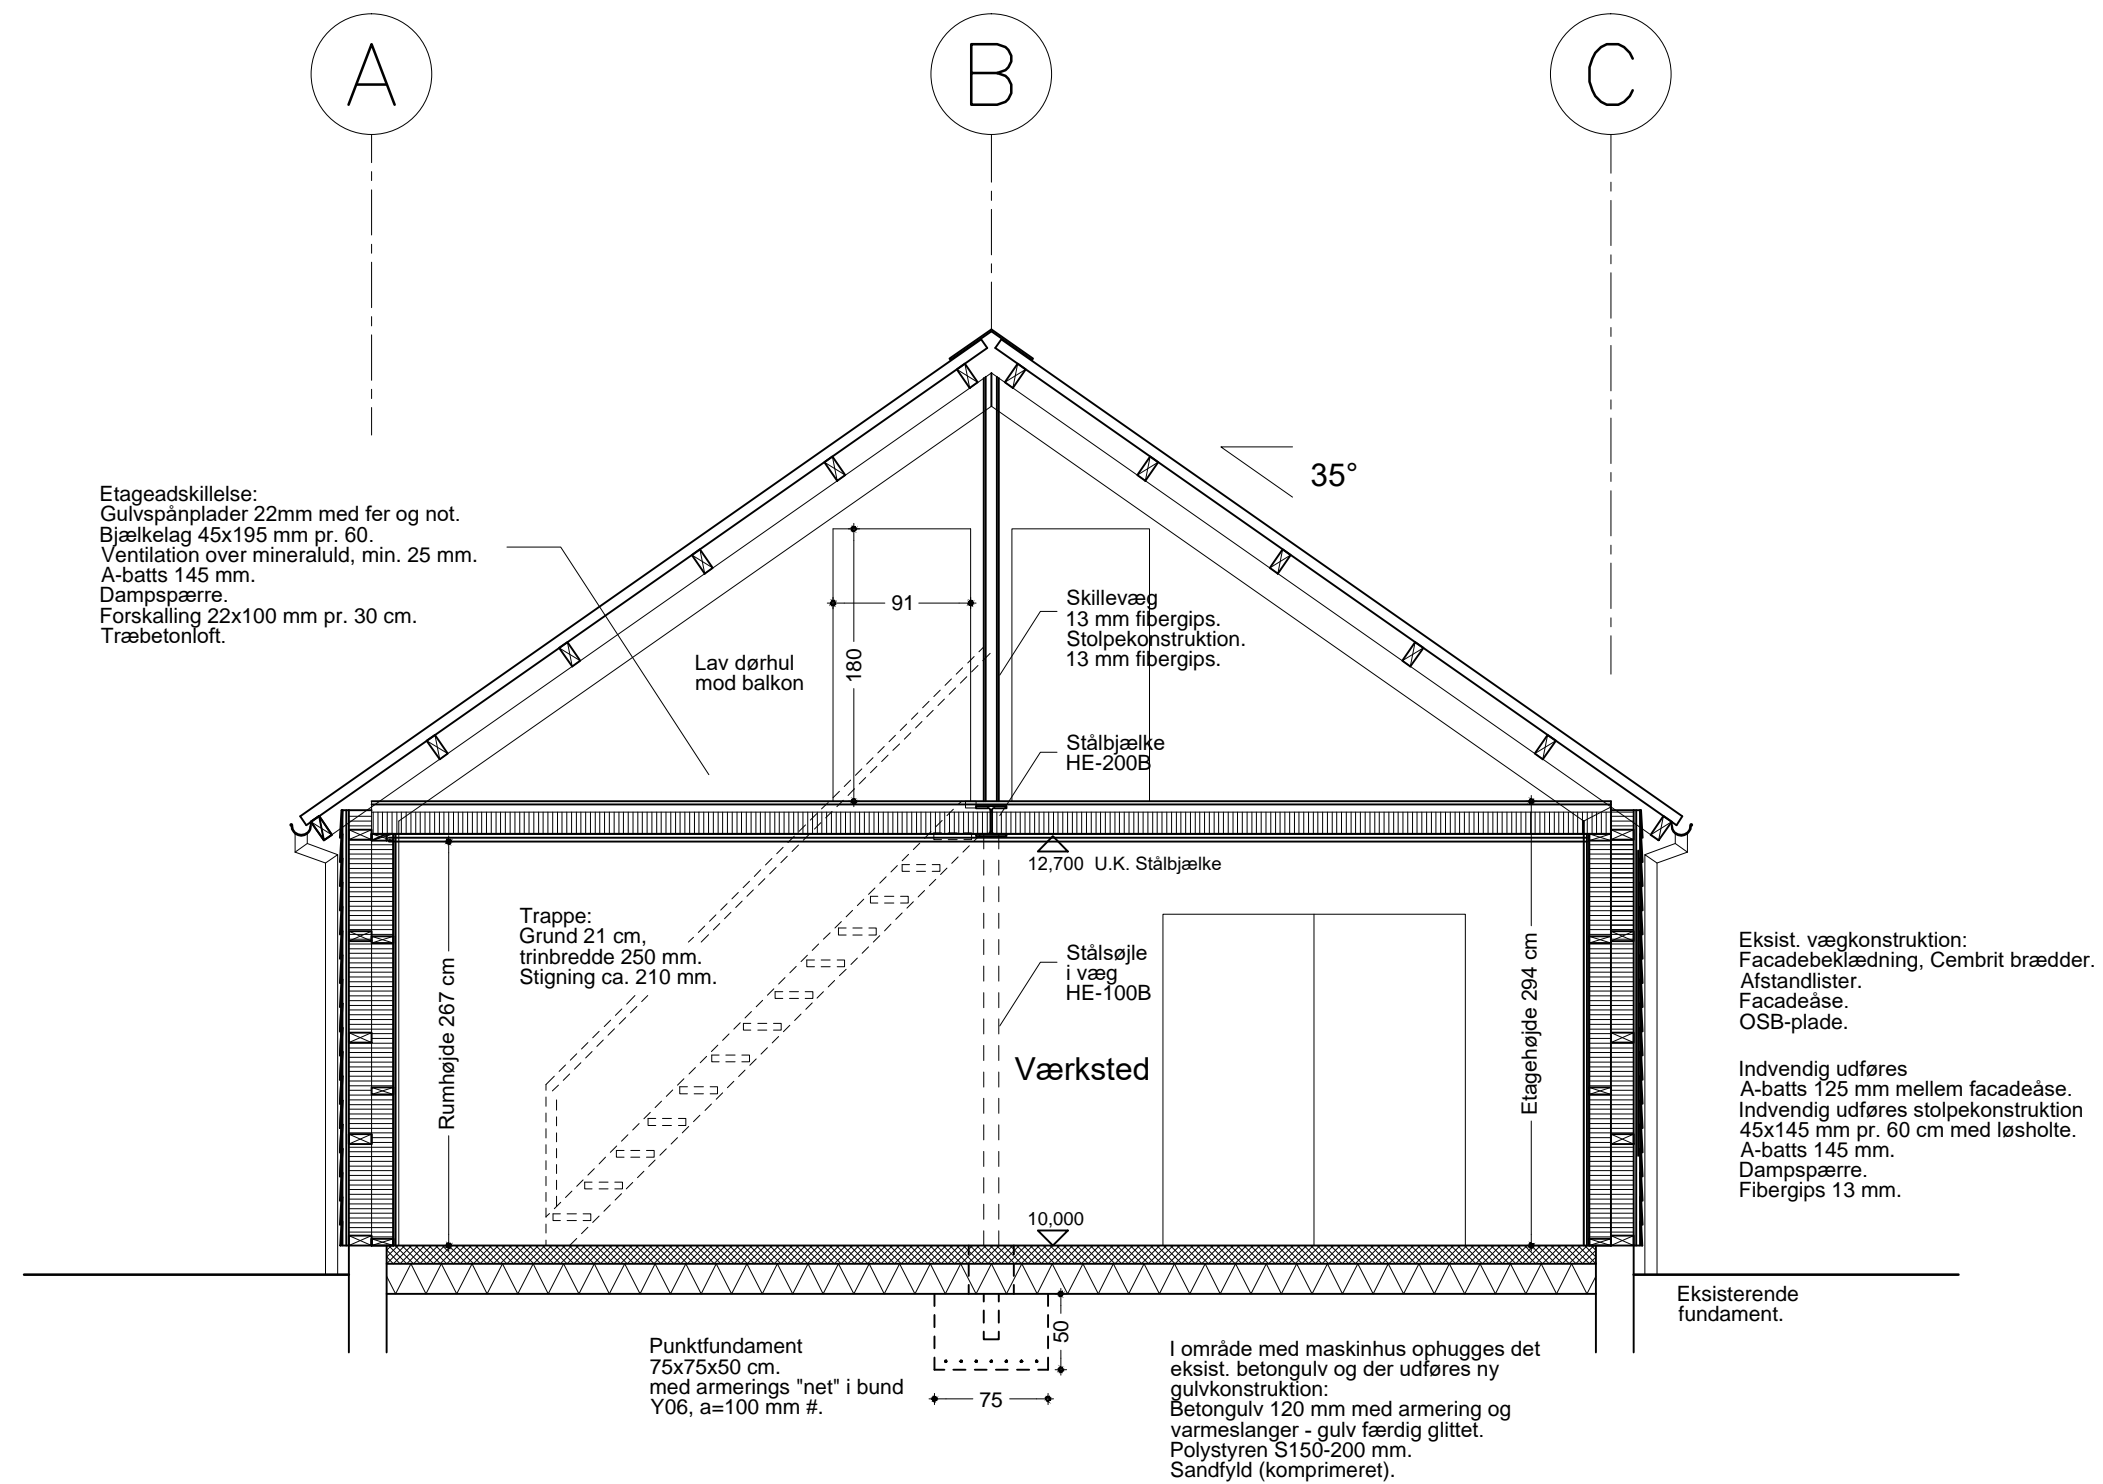 A
B
C
35°
Etageadskillelse:
Gulvspånplader 22mm med fer og not.
Bjælkelag 45x195 mm pr. 60.
Ventilation over mineraluld, min. 25 mm.
A-batts 145 mm.
Dampspærre.
Forskalling 22x100 mm pr. 30 cm.
Træbetonloft.
91
180
Lav dørhul
mod balkon
Skillevæg
13 mm fibergips.
Stolpekonstruktion.
13 mm fibergips.
Stålbjælke
HE-200B
12,700 U.K. Stålbjælke
Trappe:
Grund 21 cm,
trinbredde 250 mm.
Stigning ca. 210 mm.
Rumhøjde 267 cm
Stålsøjle
i væg
HE-100B
Værksted
Etagehøjde 294 cm
10,000
Eksist. vægkonstruktion:
Facadebeklædning, Cembrit brædder.
Afstandlister.
Facadeåse.
OSB-plade.
Indvendig udføres
A-batts 125 mm mellem facadeåse.
Indvendig udføres stolpekonstruktion
45x145 mm pr. 60 cm med løsholte.
A-batts 145 mm.
Dampspærre.
Fibergips 13 mm.
Eksisterende
fundament.
Punktfundament
75x75x50 cm.
med armerings "net" i bund
Y06, a=100 mm #.
50
75
I område med maskinhus ophugges det
eksist. betongulv og der udføres ny
gulvkonstruktion:
Betongulv 120 mm med armering og
varmeslanger - gulv færdig glittet.
Polystyren S150-200 mm.
Sandfyld (komprimeret).